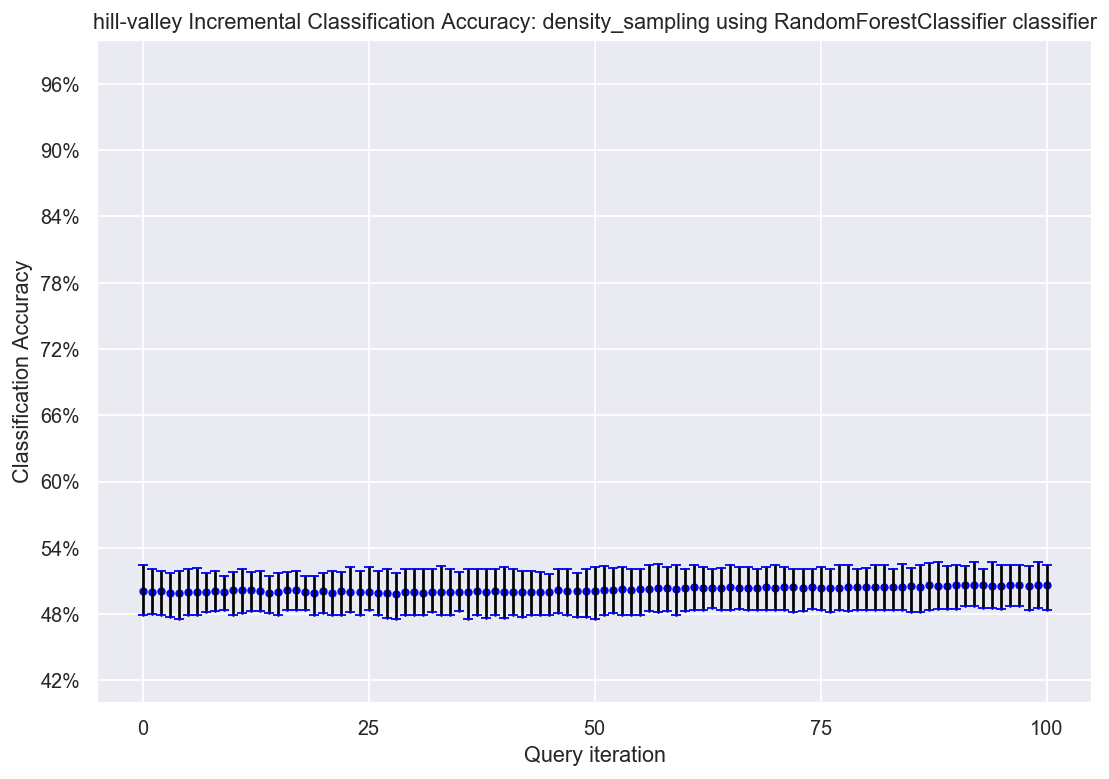 hill-valley Incremental Classification Accuracy: density_sampling using RandomForestClassifier classifier
96%
90%
84%
78%
72%
66%
60%
54%
48%
42%
Classification Accuracy
0 25 50 75 100
Query iteration